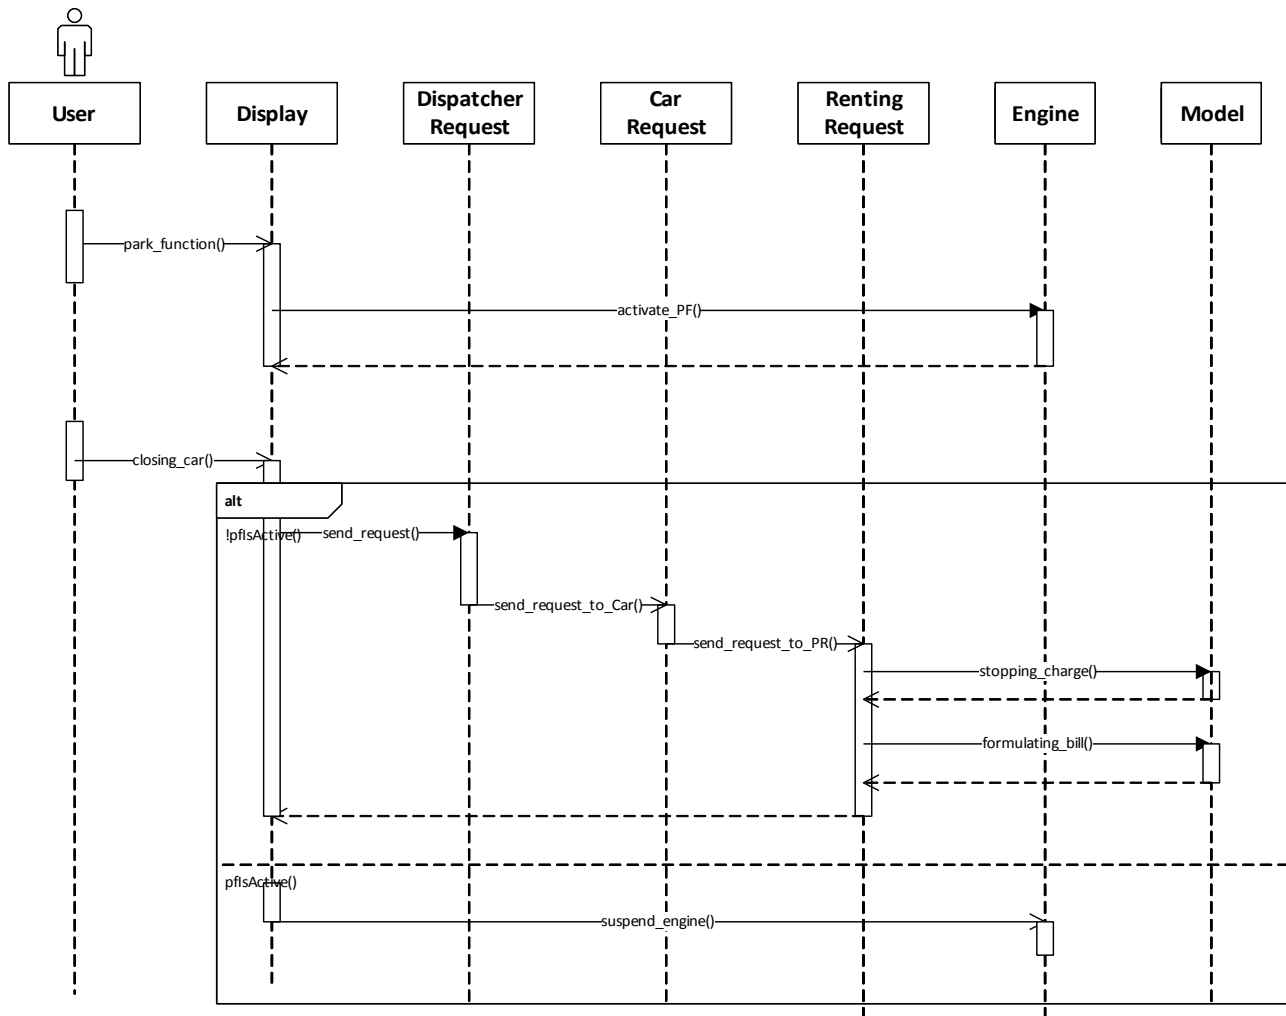 User
Display
Dispatcher
Request
Car
Request
Renting
Request
Engine
Model
park_function()
activate_PF()
closing_car()
alt
!pfIsActive()
send_request()
send_request_to_Car()
send_request_to_PR()
stopping_charge()
formulating_bill()
pfIsActive()
suspend_engine()